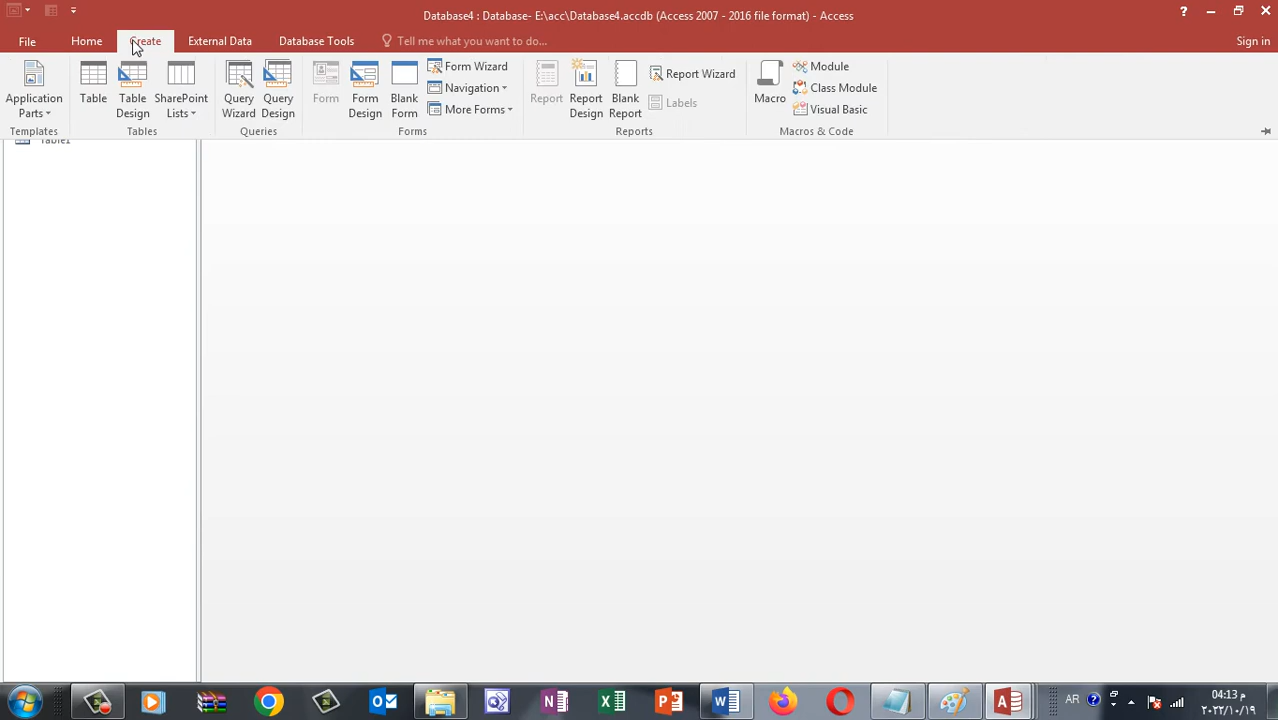 Database4 : Database- E:\acc\Database4.accdb (Access 2007 - 2016 file format) - Access
File Home Create External Data Database Tools Tell me what you want to do... Sign in
Application Parts
Table
Table Design
SharePoint Lists
Query Wizard
Query Design
Form
Form Design
Blank Form
Form Wizard
Navigation
More Forms
Report
Report Design
Blank Report
Report Wizard
Labels
Macro
Module
Class Module
Visual Basic
Templates Tables Queries Forms Reports Macros & Code
AR
04:13 م
٢٠٢٢/١٠/١٩